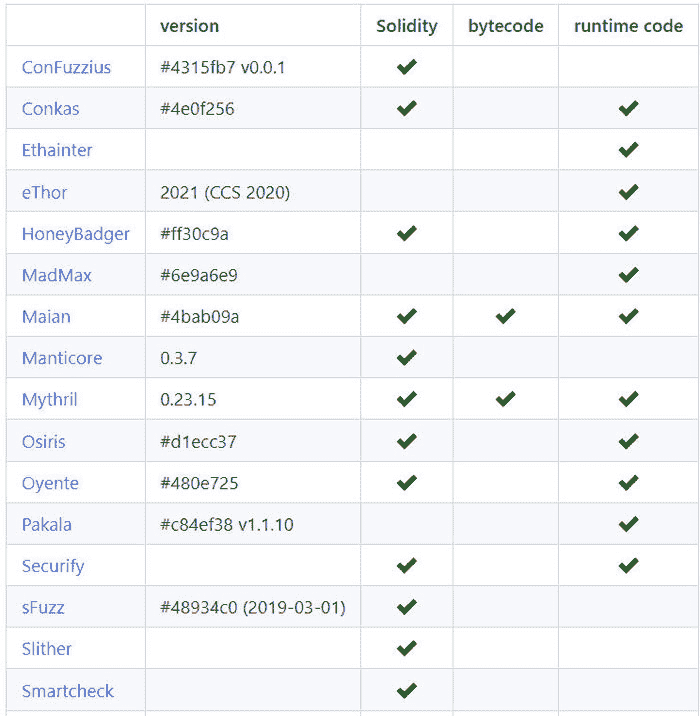 version Solidity bytecode runtime code
ConFuzzius #4315fb7 v0.0.1 ✔
Conkas #4e0f256 ✔ ✔
Ethainter ✔
eThor 2021 (CCS 2020) ✔
HoneyBadger #ff30c9a ✔ ✔
MadMax #6e9a6e9 ✔
Maian #4bab09a ✔ ✔ ✔
Manticore 0.3.7 ✔
Mythril 0.23.15 ✔ ✔ ✔
Osiris #d1ecc37 ✔ ✔
Oyente #480e725 ✔ ✔
Pakala #c84ef38 v1.1.10 ✔
Securify ✔ ✔
sFuzz #48934c0 (2019-03-01) ✔
Slither ✔
Smartcheck ✔